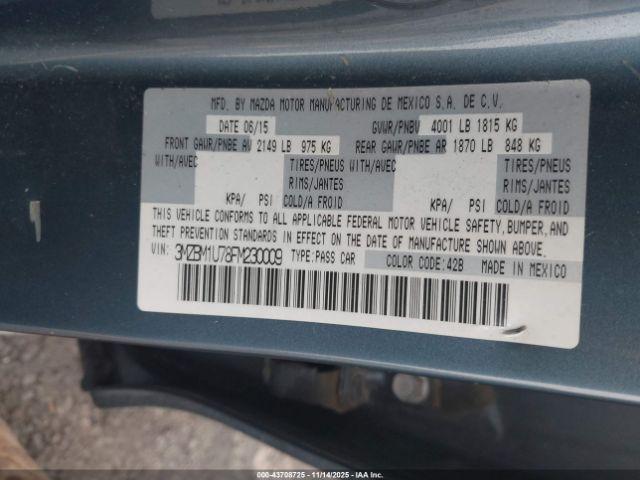 MFD. BY MAZDA MOTOR MANUFACTURING DE MEXICO S.A. DE C.V.
DATE 06/15 GVWR/PNBV 4001 LB 1815 KG
FRONT GAWR/PNBE AV 2149 LB 975 KG REAR GAWR/PNBE AR 1870 LB 848 KG
WITH/AVEC TIRES/PNEUS WITH/AVEC TIRES/PNEUS
RIMS/JANTES RIMS/JANTES
KPA/ PSI COLD/A FROID KPA/ PSI COLD/A FROID
THIS VEHICLE CONFORMS TO ALL APPLICABLE FEDERAL MOTOR VEHICLE SAFETY, BUMPER, AND
THEFT PREVENTION STANDARDS IN EFFECT ON THE DATE OF MANUFACTURE SHOWN ABOVE.
VIN: 3MZBM1U78FM230009 TYPE: PASS CAR COLOR CODE: 42B MADE IN MEXICO
000-43708725 - 11/14/2025 - IAAI.COM